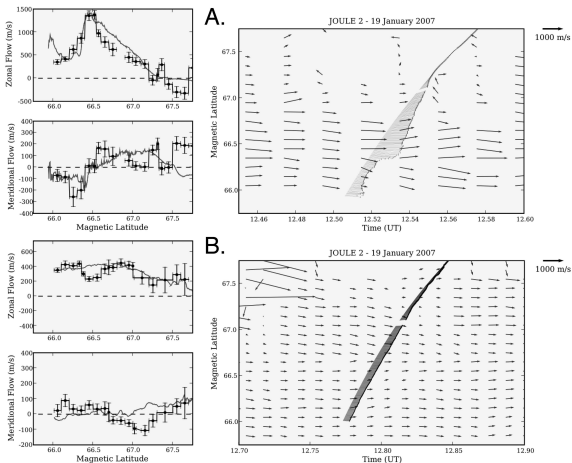 A.
JOULE 2 - 19 January 2007
1000 m/s
Zonal Flow (m/s)
1500
1000
500
0
500
66.0 66.5 67.0 67.5
Meridional Flow (m/s)
400
300
200
100
0
100
200
300
400
66.0 66.5 67.0 67.5
Magnetic Latitude
Magnetic Latitude
67.5
67.0
66.5
66.0
12.46 12.48 12.50 12.52 12.54 12.56 12.58 12.60
Time (UT)
B.
JOULE 2 - 19 January 2007
1000 m/s
Zonal Flow (m/s)
600
400
200
0
200
400
66.0 66.5 67.0 67.5
Meridional Flow (m/s)
400
300
200
100
0
100
200
300
66.0 66.5 67.0 67.5
Magnetic Latitude
Magnetic Latitude
67.5
67.0
66.5
66.0
12.70 12.75 12.80 12.85 12.90
Time (UT)